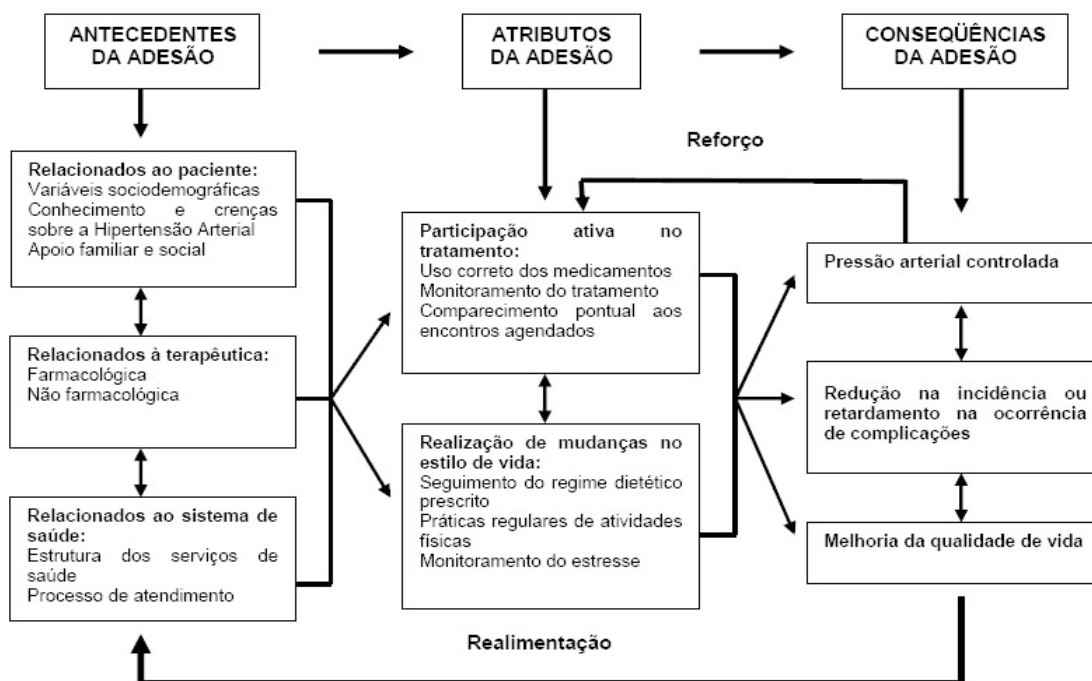 ANTECEDENTES
DA ADESÃO
ATRIBUTOS
DA ADESÃO
CONSEQÜÊNCIAS
DA ADESÃO
Relacionados ao paciente:
Variáveis sociodemográficas
Conhecimento e crenças
sobre a Hipertensão Arterial
Apoio familiar e social
Relacionados à terapêutica:
Farmacológica
Não farmacológica
Relacionados ao sistema de
saúde:
Estrutura dos serviços de
saúde
Processo de atendimento
Reforço
Participação ativa no
tratamento:
Uso correto dos medicamentos
Monitoramento do tratamento
Comparecimento pontual aos
encontros agendados
Realização de mudanças no
estilo de vida:
Seguimento do regime dietético
prescrito
Práticas regulares de atividades
físicas
Monitoramento do estresse
Pressão arterial controlada
Redução na incidência ou
retardamento na ocorrência
de complicações
Melhoria da qualidade de vida
Realimentação